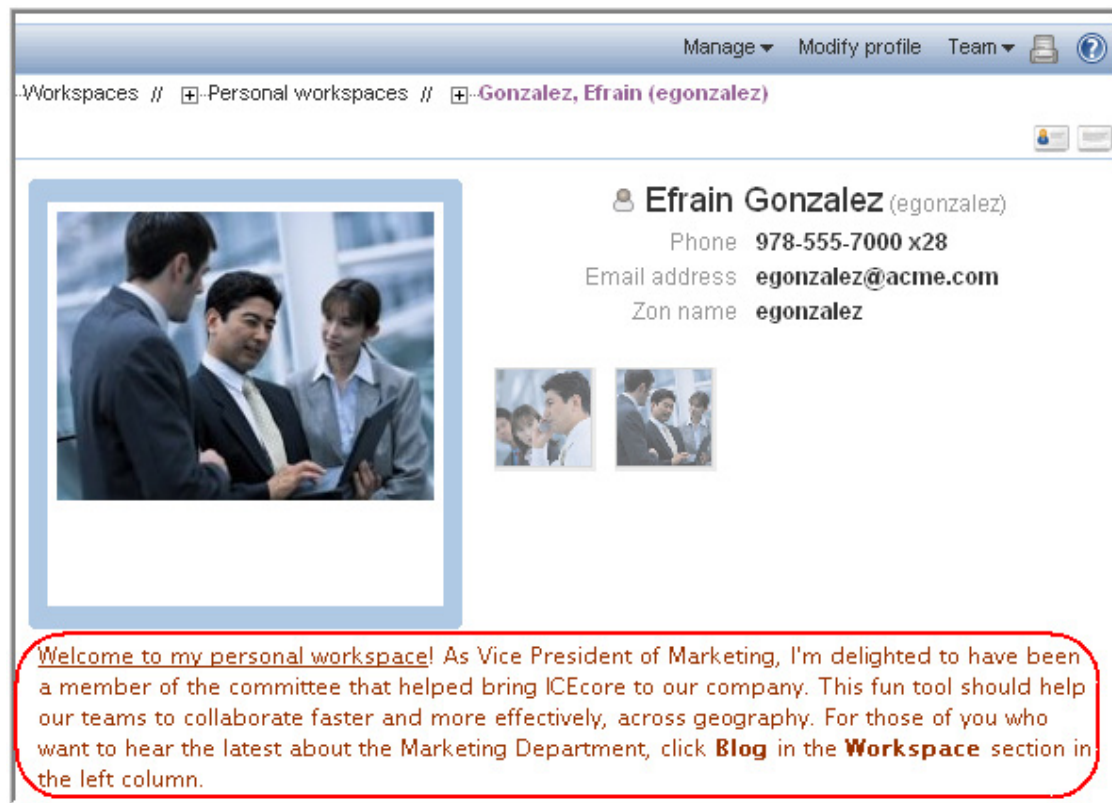 Manage Modify profile Team ?
Workspaces // + Personal workspaces // + Gonzalez, Efrain (egonzalez)
Efrain Gonzalez (egonzalez)
Phone 978-555-7000 x28
Email address egonzalez@acme.com
Zon name egonzalez
Welcome to my personal workspace! As Vice President of Marketing, I'm delighted to have been
a member of the committee that helped bring ICEcore to our company. This fun tool should help
our teams to collaborate faster and more effectively, across geography. For those of you who
want to hear the latest about the Marketing Department, click Blog in the Workspace section in
the left column.